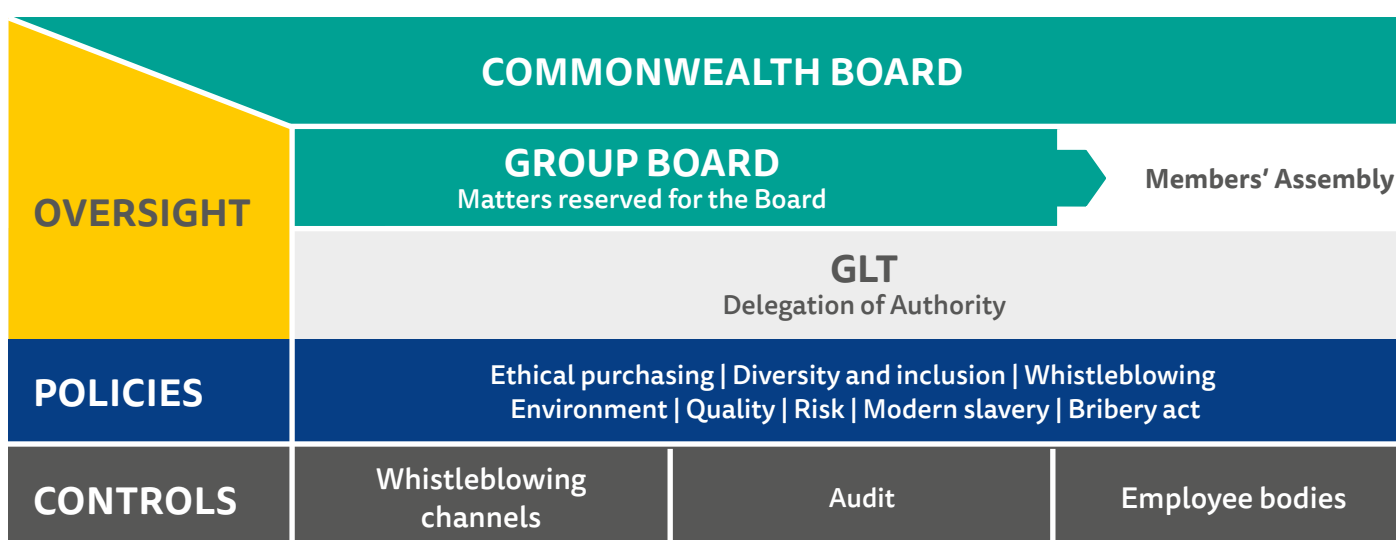 COMMONWEALTH BOARD
OVERSIGHT
GROUP BOARD
Matters reserved for the Board
Members’ Assembly
GLT
Delegation of Authority
POLICIES
Ethical purchasing | Diversity and inclusion | Whistleblowing
Environment | Quality | Risk | Modern slavery | Bribery act
CONTROLS
Whistleblowing
channels
Audit
Employee bodies